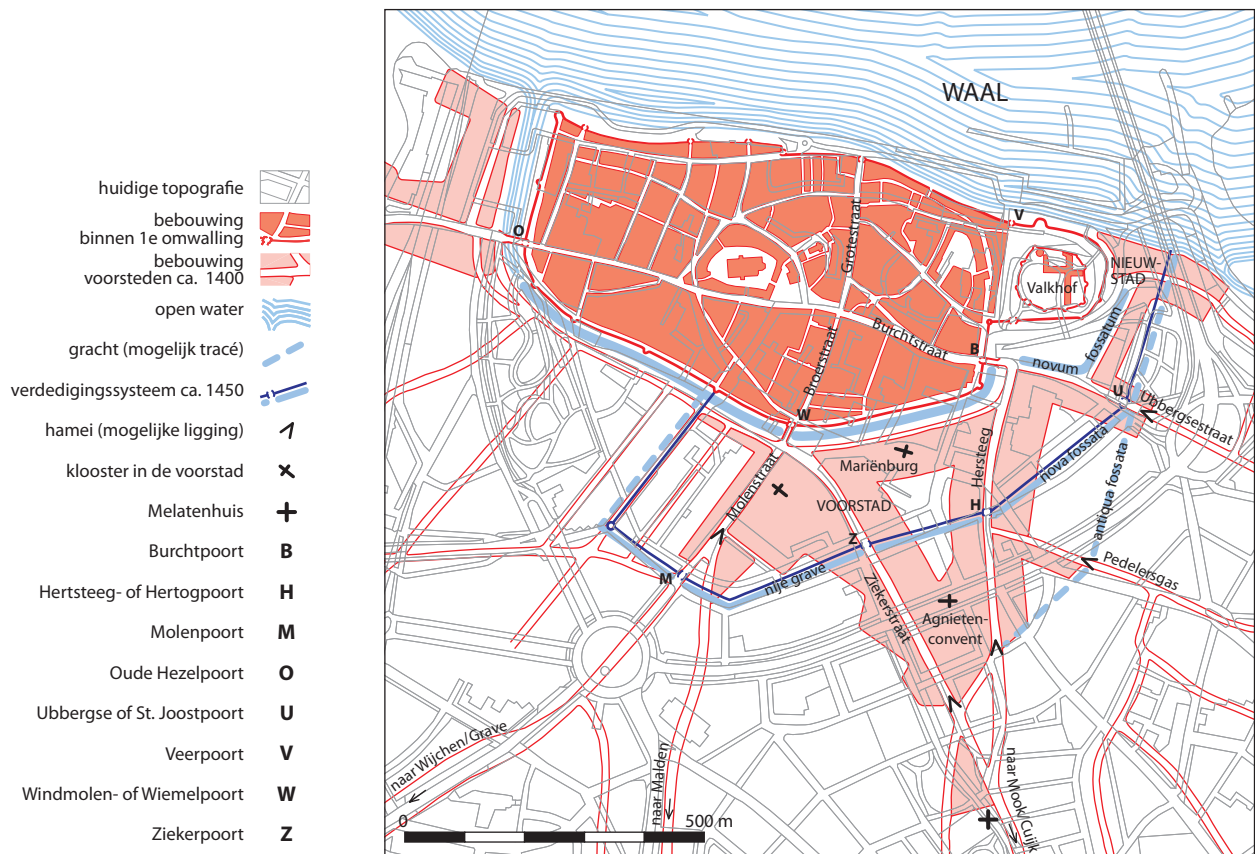 huidige topografie
bebouwing
binnen 1e omwalling
bebouwing
voorsteden ca. 1400
open water
gracht (mogelijk tracé)
verdedigingssysteem ca. 1450
hamei (mogelijke ligging)
klooster in de voorstad
Melatenhuis
Burchtpoort B
Hertsteeg- of Hertogpoort H
Molenpoort M
Oude Hezelpoort O
Ubbergse of St. Joostpoort U
Veerpoort V
Windmolen- of Wiemelpoort W
Ziekerpoort Z
WAAL
V
O
Grotestraat
NIEUW-
STAD
Valkhof
Burchtstraat
B
novum
fossatum
Broerstraat
U
Ubbergsestraat
W
Mariënburg
Hersteeg
nova fossata
antiqua fossata
Molenstraat
VOORSTAD
H
Z
Pedelersgas
M
nije grave
Ziekerstraat
Agnieten-
convent
naar Wijchen/Grave
naar Malden
naar Mook/Cuijk
0 500 m